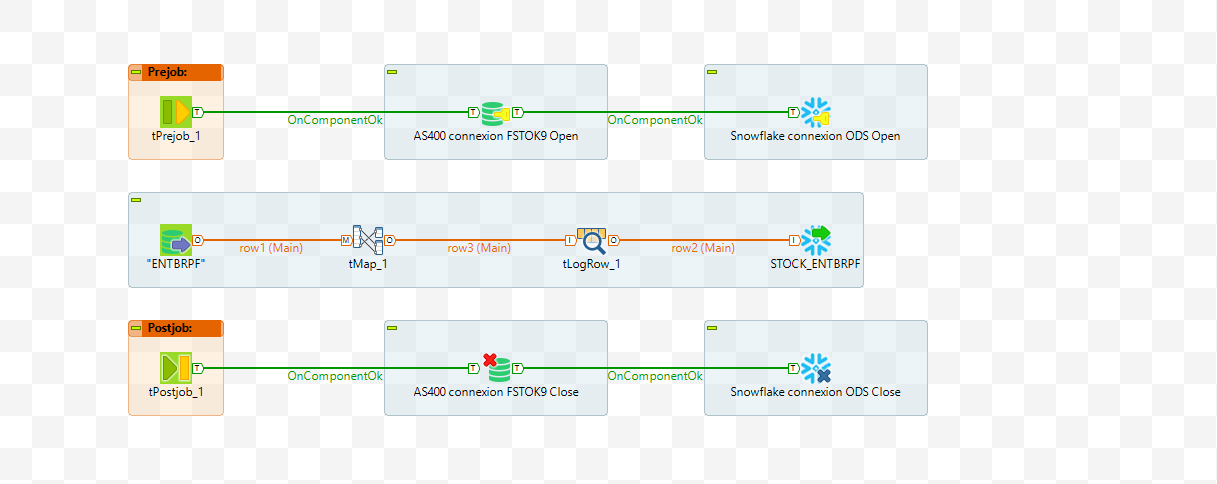 Prejob:
T
T
T
T
OnComponentOk
OnComponentOk
tPrejob_1
AS400 connexion FSTOK9 Open
Snowflake connexion ODS Open
O
M
O
I
O
I
row1 (Main)
row3 (Main)
row2 (Main)
"ENTBRPF"
tMap_1
tLogRow_1
STOCK_ENTBRPF
Postjob:
T
T
T
T
OnComponentOk
OnComponentOk
tPostjob_1
AS400 connexion FSTOK9 Close
Snowflake connexion ODS Close